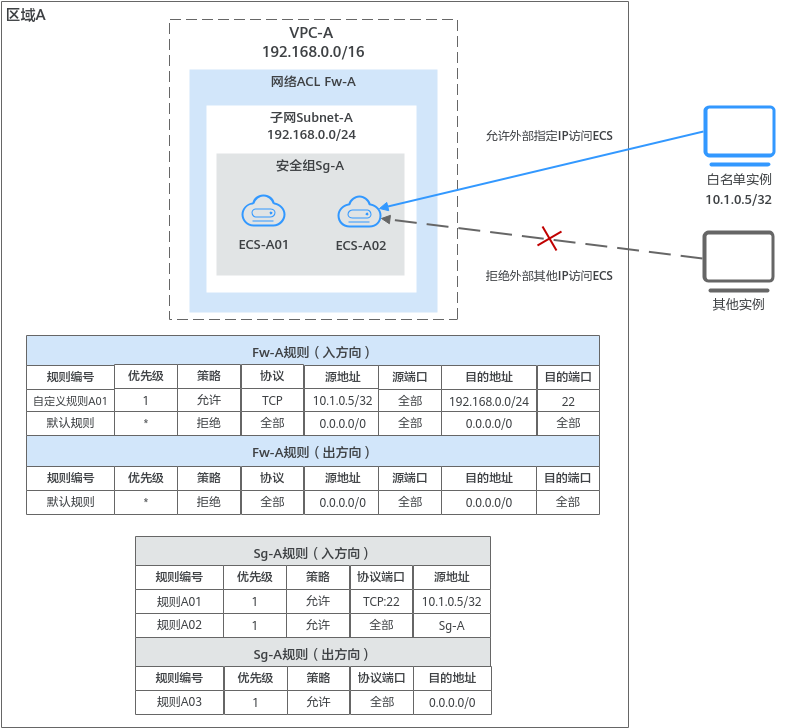 区域A
VPC-A
192.168.0.0/16
网络ACL Fw-A
子网Subnet-A
192.168.0.0/24
安全组Sg-A
ECS-A01
ECS-A02
允许外部指定IP访问ECS
白名单实例
10.1.0.5/32
拒绝外部其他IP访问ECS
其他实例
Fw-A规则（入方向）
规则编号 优先级 策略 协议 源地址 源端口 目的地址 目的端口
自定义规则A01 1 允许 TCP 10.1.0.5/32 全部 192.168.0.0/24 22
默认规则 * 拒绝 全部 0.0.0.0/0 全部 0.0.0.0/0 全部
Fw-A规则（出方向）
规则编号 优先级 策略 协议 源地址 源端口 目的地址 目的端口
默认规则 * 拒绝 全部 0.0.0.0/0 全部 0.0.0.0/0 全部
Sg-A规则（入方向）
规则编号 优先级 策略 协议端口 源地址
规则A01 1 允许 TCP:22 10.1.0.5/32
规则A02 1 允许 全部 Sg-A
Sg-A规则（出方向）
规则编号 优先级 策略 协议端口 目的地址
规则A03 1 允许 全部 0.0.0.0/0